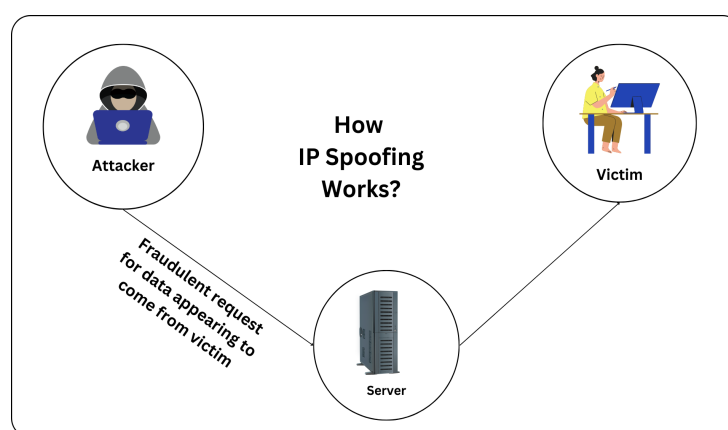 How
IP Spoofing
Works?
Attacker
Victim
Fraudulent request
for data appearing to
come from victim
Server